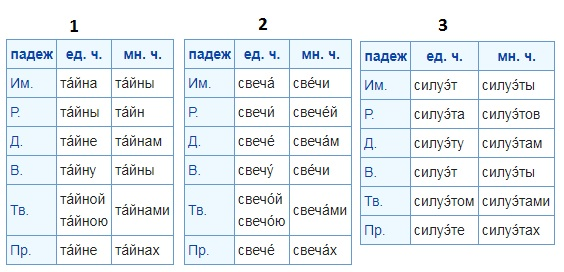 1
падеж ед. ч. мн. ч.
Им. та́йна та́йны
Р. та́йны та́йн
Д. та́йне та́йнам
В. та́йну та́йны
Тв. та́йной та́йнами
та́йною
Пр. та́йне та́йнах
2
падеж ед. ч. мн. ч.
Им. свеча́ све́чи
Р. свечи́ свече́й
Д. свече́ свеча́м
В. свечу́ све́чи
Тв. свечо́й свеча́ми
свечо́ю
Пр. свече́ свеча́х
3
падеж ед. ч. мн. ч.
Им. силуэ́т силуэ́ты
Р. силуэ́та силуэ́тов
Д. силуэ́ту силуэ́там
В. силуэ́т силуэ́ты
Тв. силуэ́том силуэ́тами
Пр. силуэ́те силуэ́тах